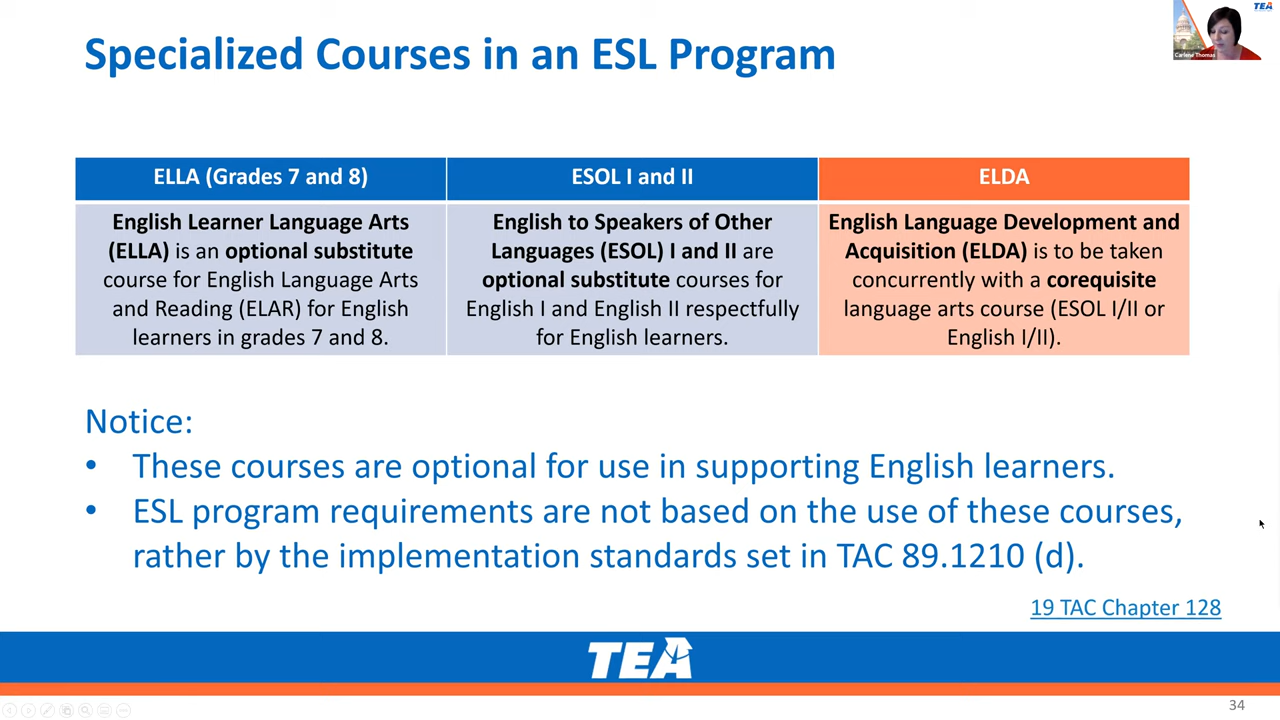 TEA
Carlene Thomas
Specialized Courses in an ESL Program
ELLA (Grades 7 and 8)
English Learner Language Arts
(ELLA) is an optional substitute
course for English Language Arts
and Reading (ELAR) for English
learners in grades 7 and 8.
ESOL I and II
English to Speakers of Other
Languages (ESOL) I and II are
optional substitute courses for
English I and English II respectfully
for English learners.
ELDA
English Language Development and
Acquisition (ELDA) is to be taken
concurrently with a corequisite
language arts course (ESOL I/II or
English I/II).
Notice:
• These courses are optional for use in supporting English learners.
• ESL program requirements are not based on the use of these courses,
rather by the implementation standards set in TAC 89.1210 (d).
19 TAC Chapter 128
TEA
34